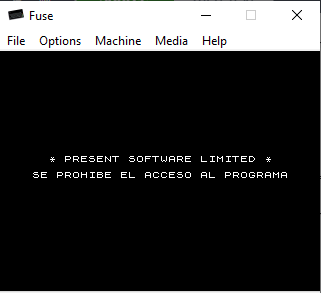 Fuse
File Options Machine Media Help
* PRESENT SOFTWARE LIMITED *
SE PROHIBE EL ACCESO AL PROGRAMA